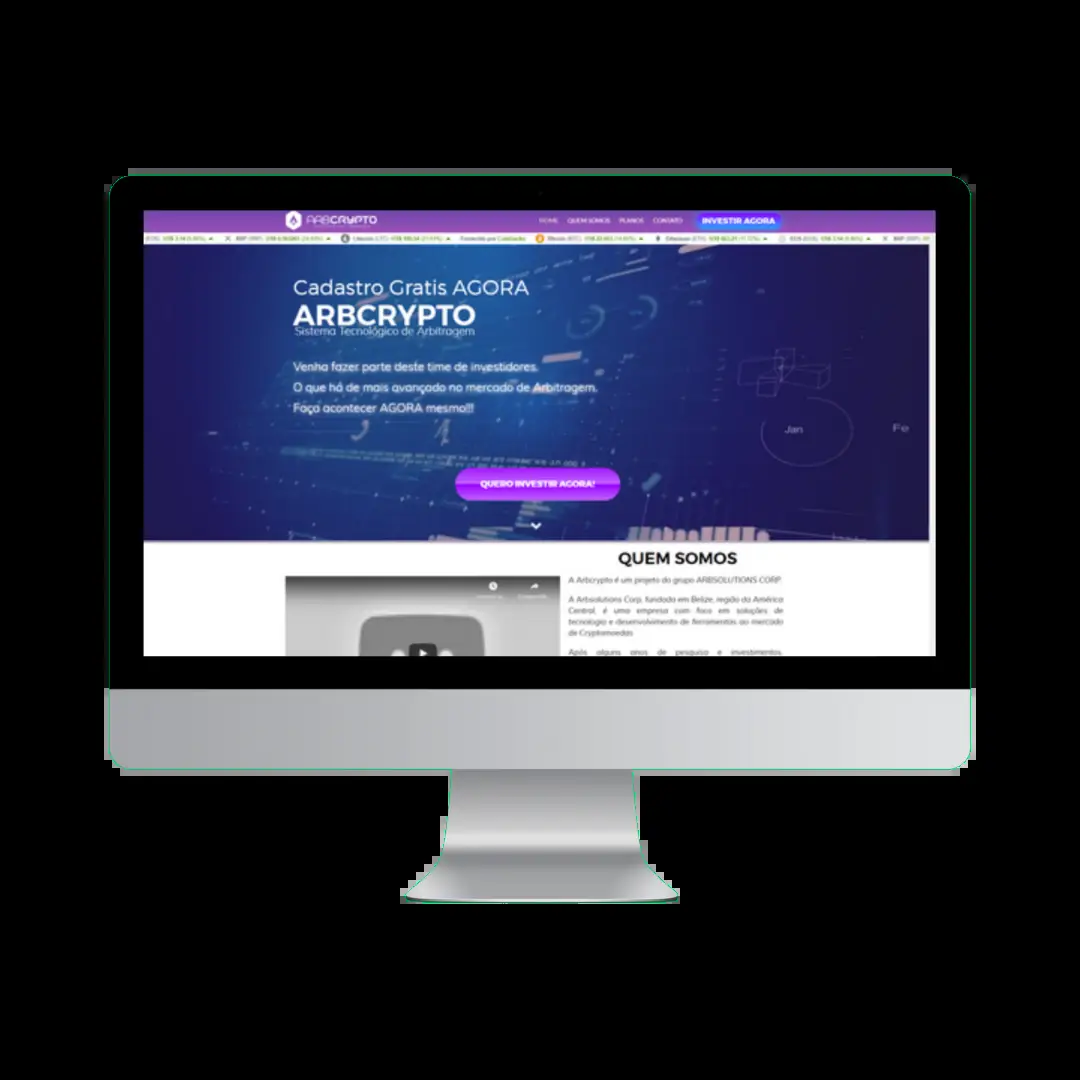 ARBCRYPTO
HOME QUEM SOMOS PLANOS CONTATO INVESTIR AGORA
Cadastro Gratis AGORA
ARBCRYPTO
Sistema Tecnológico de Arbitragem
Venha fazer parte deste time de investidores.
O que há de mais avançado no mercado de Arbitragem.
Faça acontecer AGORA mesmo!!!
Jan
Fe
QUERO INVESTIR AGORA!
QUEM SOMOS
A Arbcrypto é um projeto do grupo ARBSOLUTIONS CORP.
A Arbsolutions Corp, fundada em Belize, região da América
Central, é uma empresa com foco em soluções de
tecnologia e desenvolvimento de ferramentas ao mercado
de Cryptomoedas
Após alguns anos de pesquisa e investimentos,